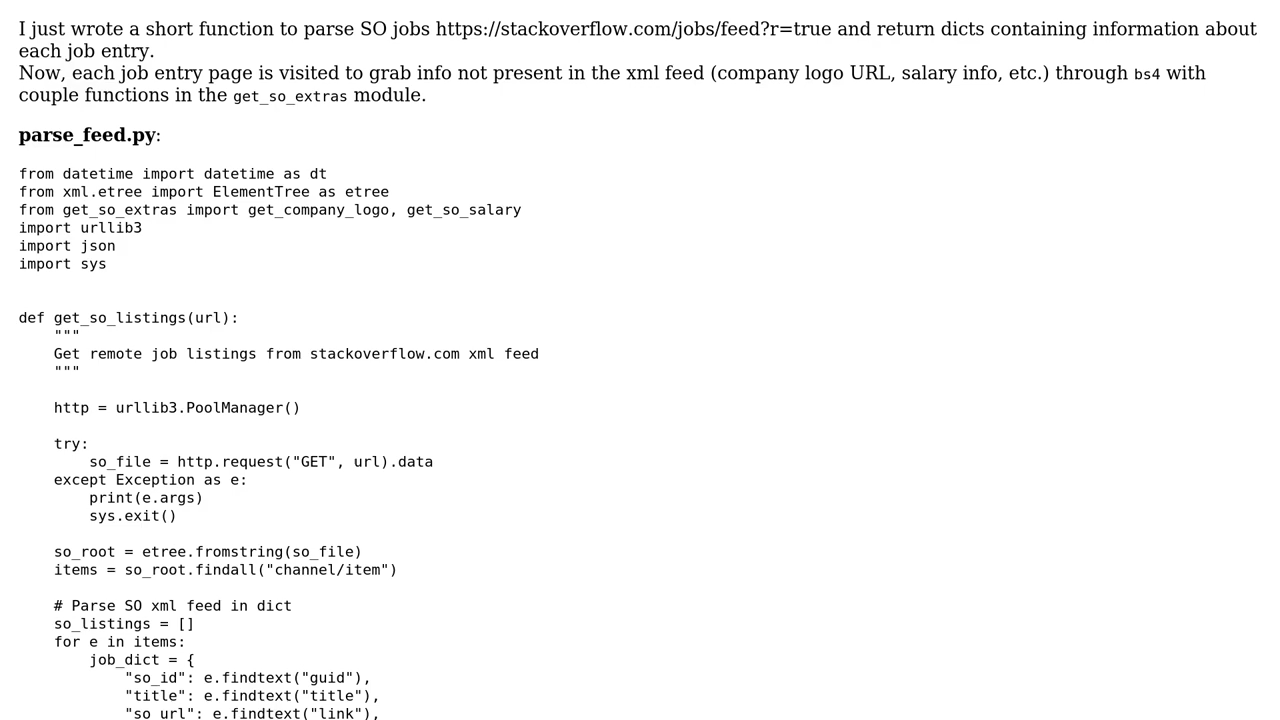 I just wrote a short function to parse SO jobs https://stackoverflow.com/jobs/feed?r=true and return dicts containing information about
each job entry.
Now, each job entry page is visited to grab info not present in the xml feed (company logo URL, salary info, etc.) through bs4 with
couple functions in the get_so_extras module.
parse_feed.py:
from datetime import datetime as dt
from xml.etree import ElementTree as etree
from get_so_extras import get_company_logo, get_so_salary
import urllib3
import json
import sys
def get_so_listings(url):
    """
    Get remote job listings from stackoverflow.com xml feed
    """
    http = urllib3.PoolManager()
    try:
        so_file = http.request("GET", url).data
    except Exception as e:
        print(e.args)
        sys.exit()
    so_root = etree.fromstring(so_file)
    items = so_root.findall("channel/item")
    # Parse SO xml feed in dict
    so_listings = []
    for e in items:
        job_dict = {
            "so_id": e.findtext("guid"),
            "title": e.findtext("title"),
            "so_url": e.findtext("link"),